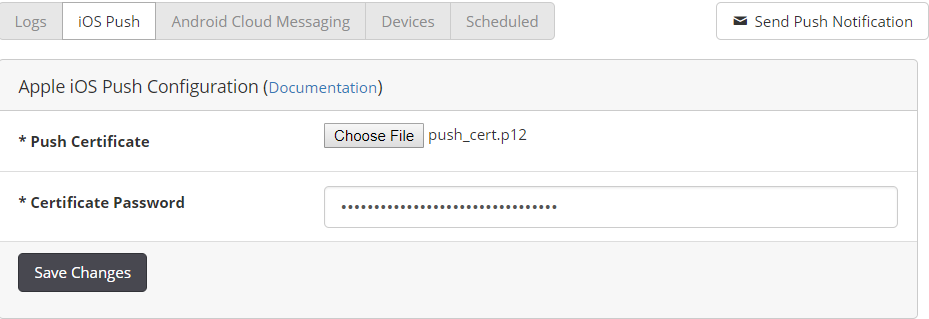 Logs iOS Push Android Cloud Messaging Devices Scheduled Send Push Notification
Apple iOS Push Configuration (Documentation)
* Push Certificate Choose File push_cert.p12
* Certificate Password •••••••••••••••••••••••••••••••••
Save Changes